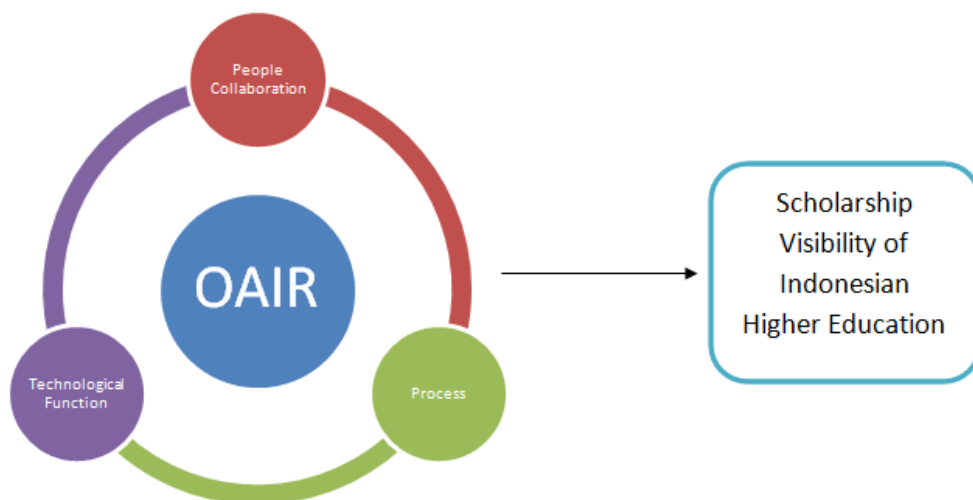 People
Collaboration
OAIR
Technological
Function
Process
Scholarship
Visibility of
Indonesian
Higher Education